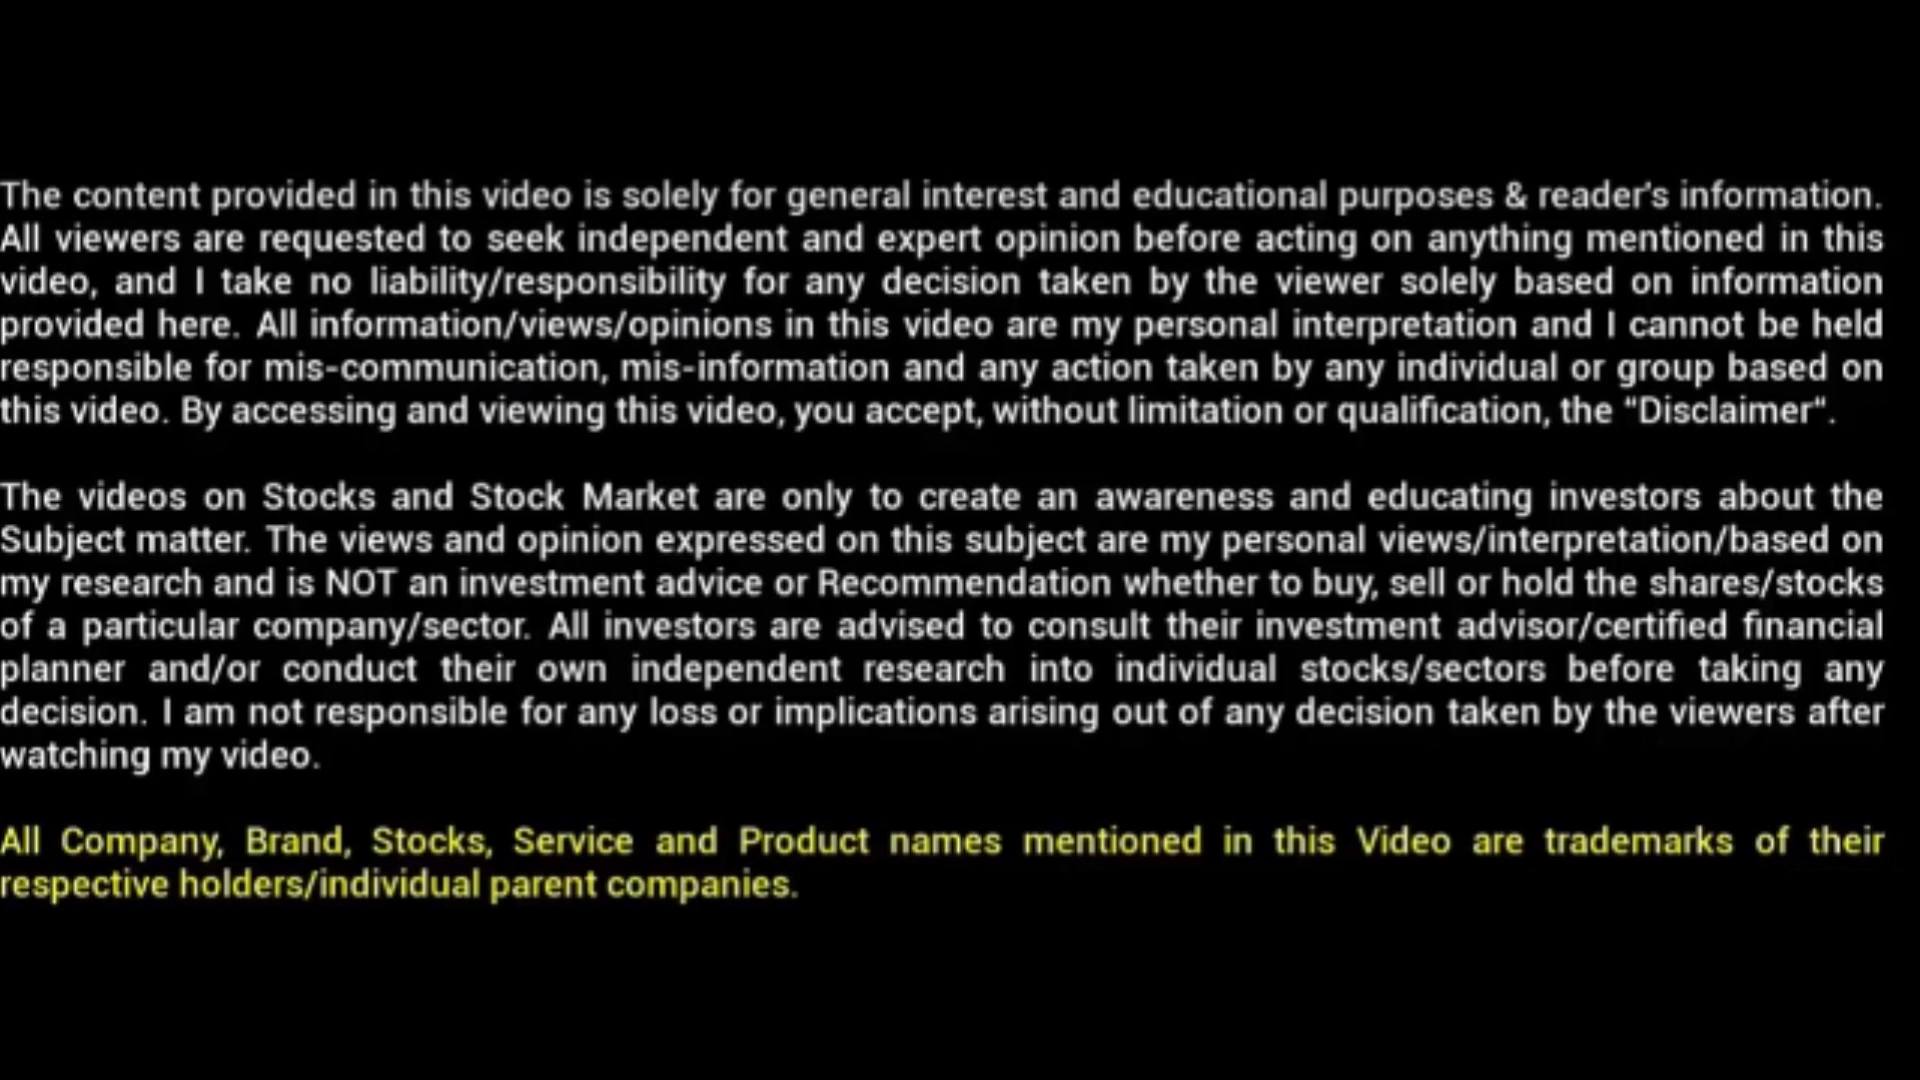 The content provided in this video is solely for general interest and educational purposes & reader's information.
All viewers are requested to seek independent and expert opinion before acting on anything mentioned in this
video, and I take no liability/responsibility for any decision taken by the viewer solely based on information
provided here. All information/views/opinions in this video are my personal interpretation and I cannot be held
responsible for mis-communication, mis-information and any action taken by any individual or group based on
this video. By accessing and viewing this video, you accept, without limitation or qualification, the "Disclaimer".
The videos on Stocks and Stock Market are only to create an awareness and educating investors about the
Subject matter. The views and opinion expressed on this subject are my personal views/interpretation/based on
my research and is NOT an investment advice or Recommendation whether to buy, sell or hold the shares/stocks
of a particular company/sector. All investors are advised to consult their investment advisor/certified financial
planner and/or conduct their own independent research into individual stocks/sectors before taking any
decision. I am not responsible for any loss or implications arising out of any decision taken by the viewers after
watching my video.
All Company, Brand, Stocks, Service and Product names mentioned in this Video are trademarks of their
respective holders/individual parent companies.